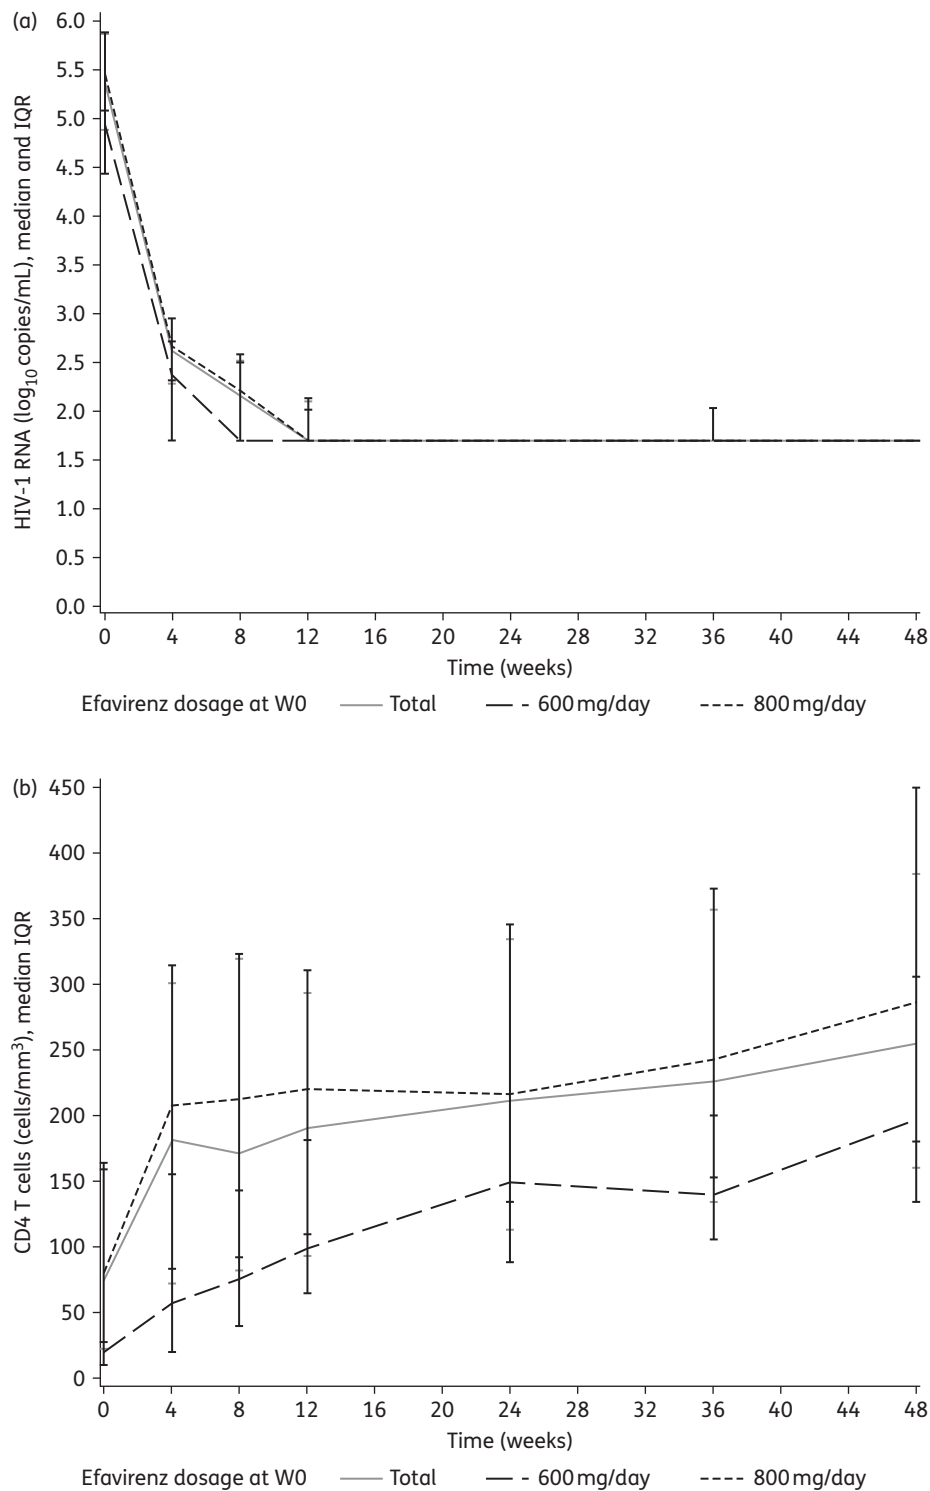 (a)
HIV-1 RNA (log10 copies/mL), median and IQR
6.0
5.5
5.0
4.5
4.0
3.5
3.0
2.5
2.0
1.5
1.0
0.5
0.0
0 4 8 12 16 20 24 28 32 36 40 44 48
Time (weeks)
Efavirenz dosage at W0 Total 600 mg/day 800 mg/day
(b)
CD4 T cells (cells/mm³), median IQR
450
400
350
300
250
200
150
100
50
0
0 4 8 12 16 20 24 28 32 36 40 44 48
Time (weeks)
Efavirenz dosage at W0 Total 600 mg/day 800 mg/day